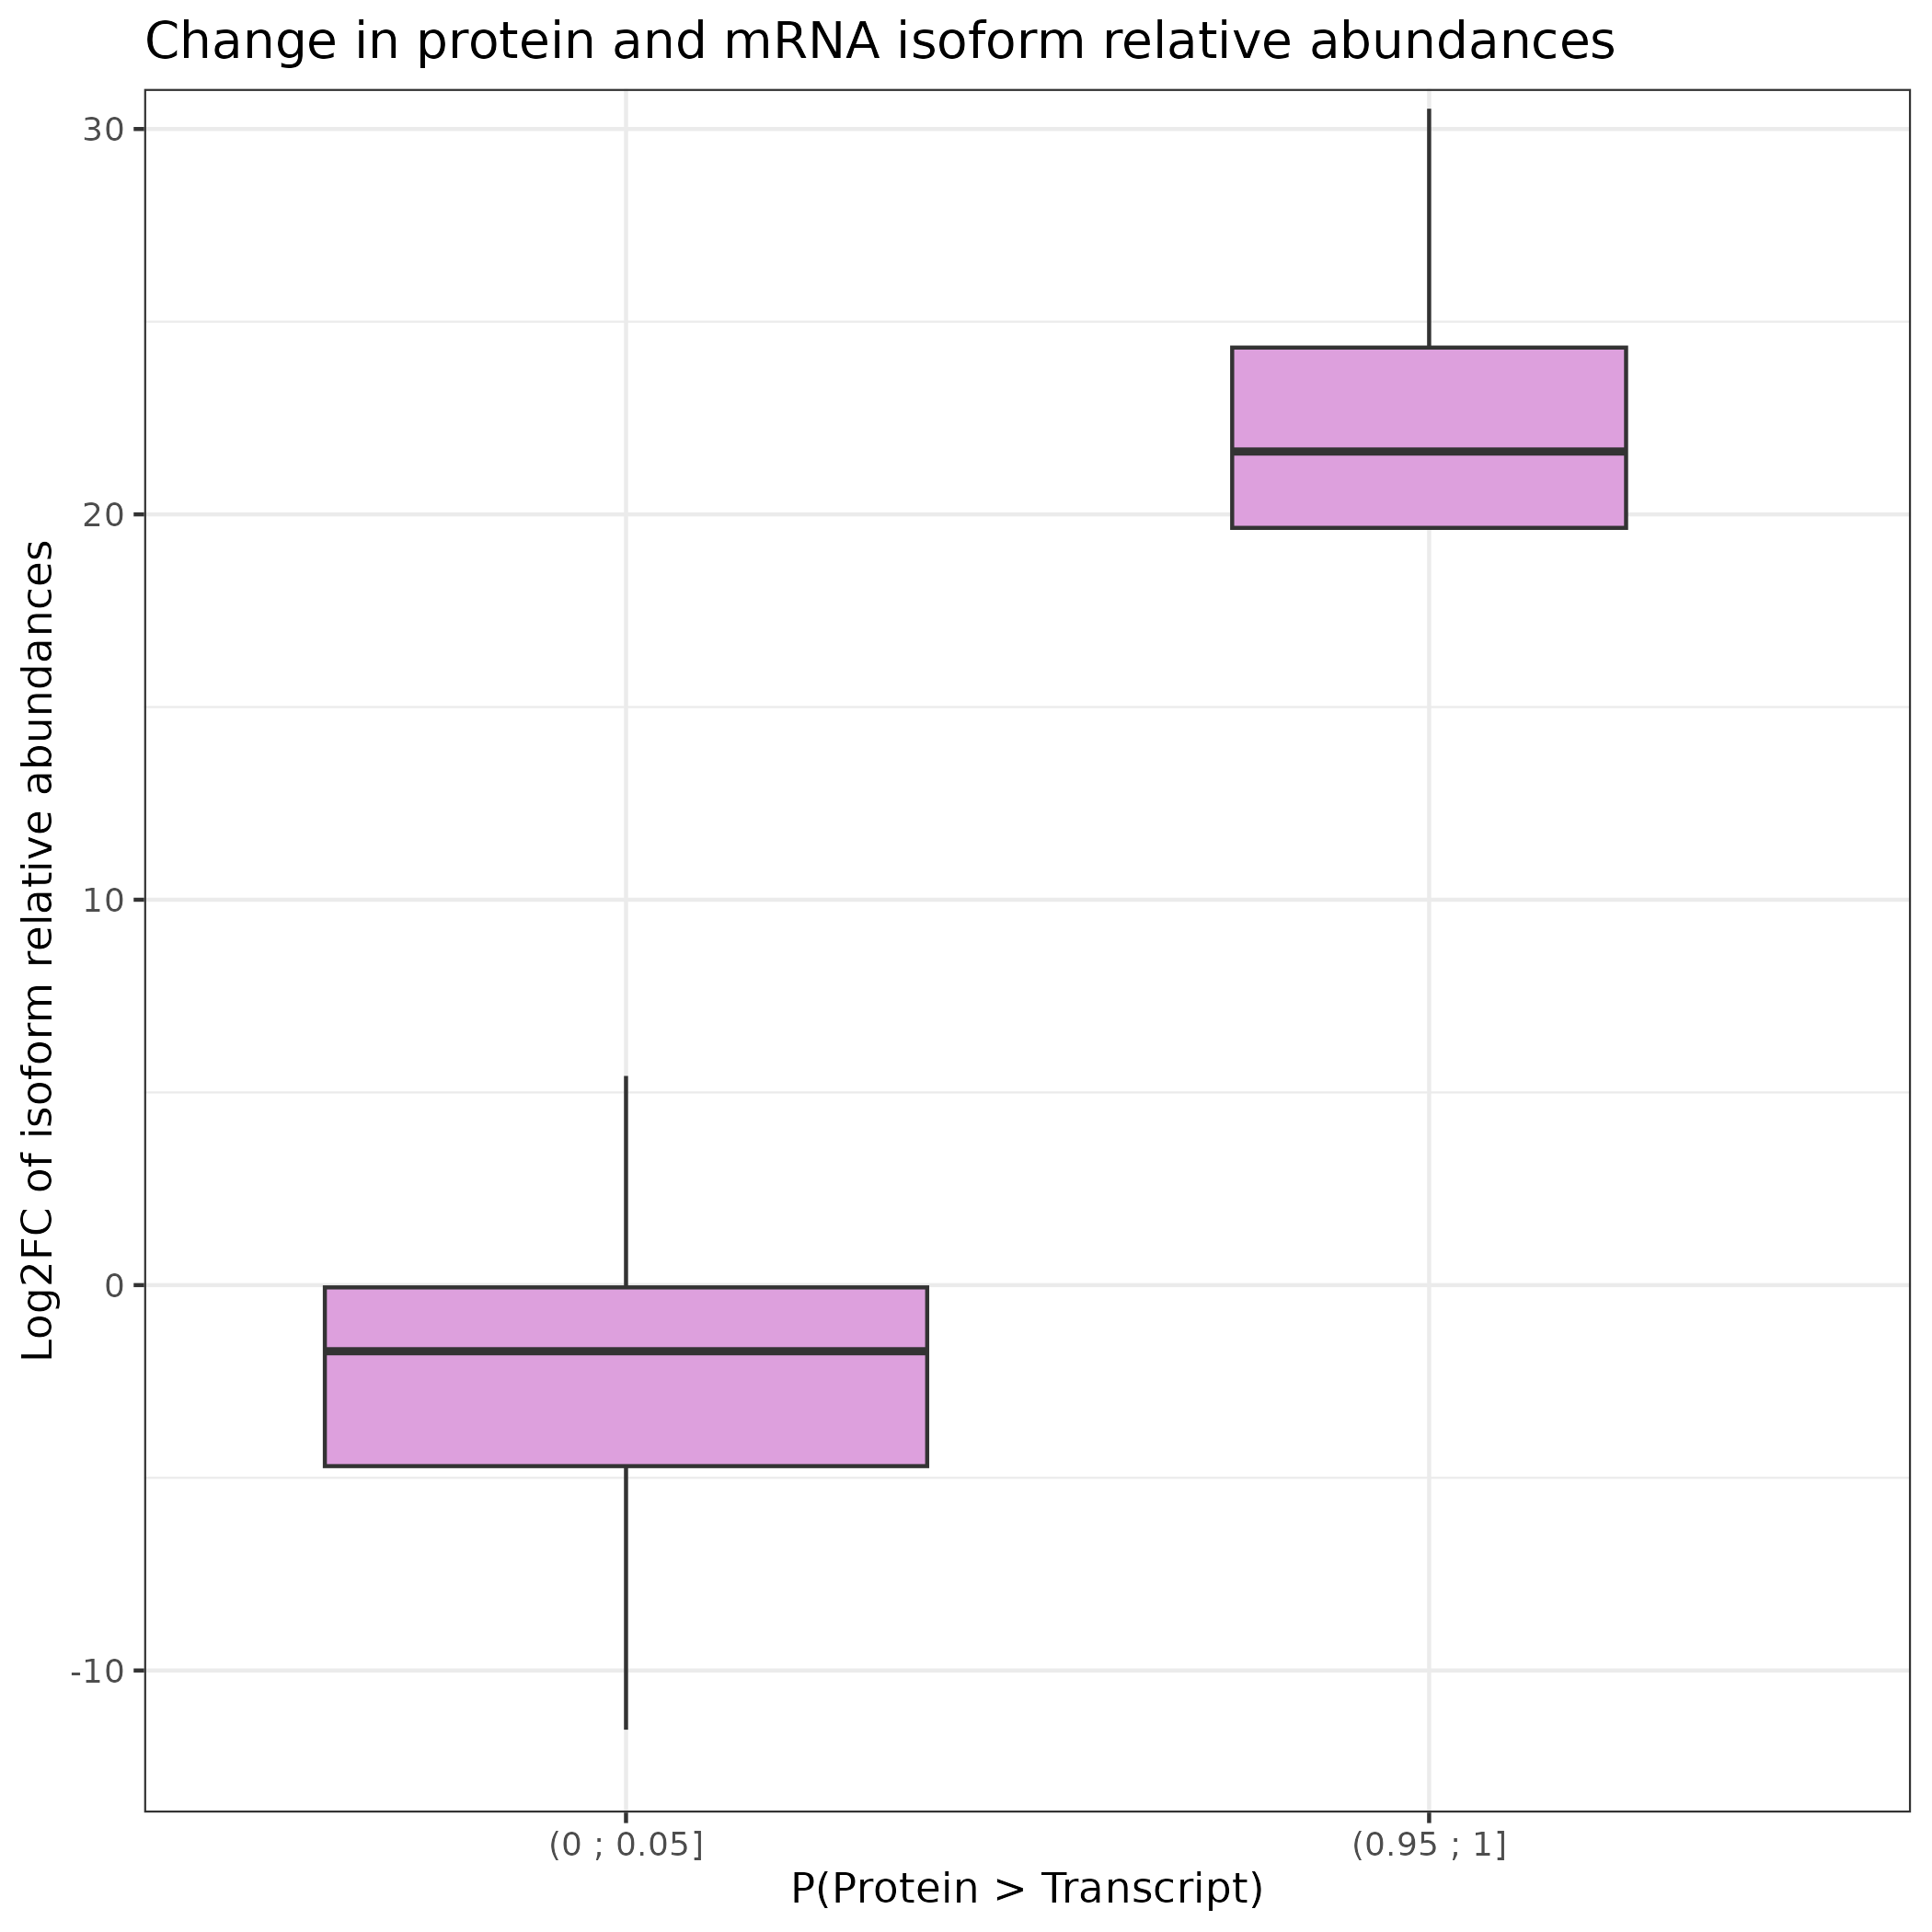 Change in protein and mRNA isoform relative abundances
Log2FC of isoform relative abundances
30
20
10
0
-10
(0 ; 0.05]
(0.95 ; 1]
P(Protein > Transcript)